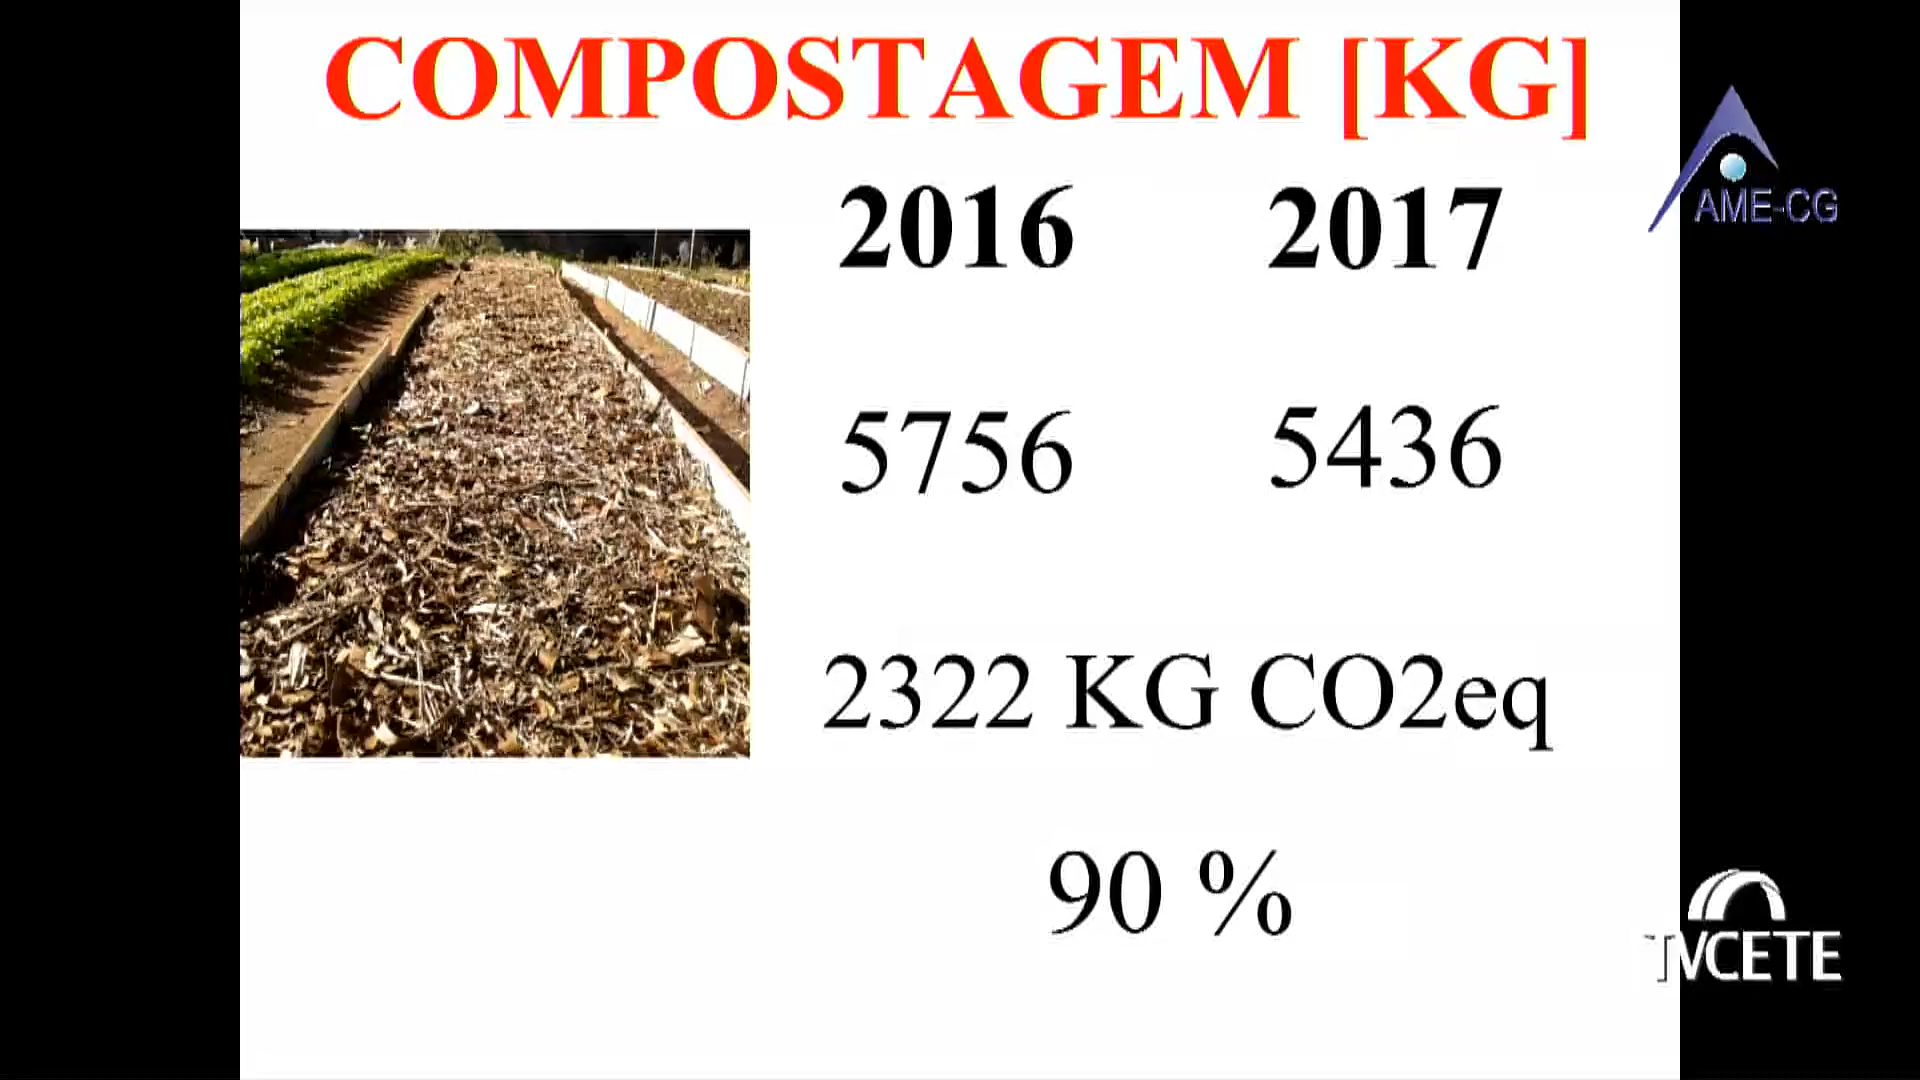 COMPOSTAGEM [KG]
2016 2017
5756 5436
2322 KG CO2eq
90 %
AME-CG
TVCETE